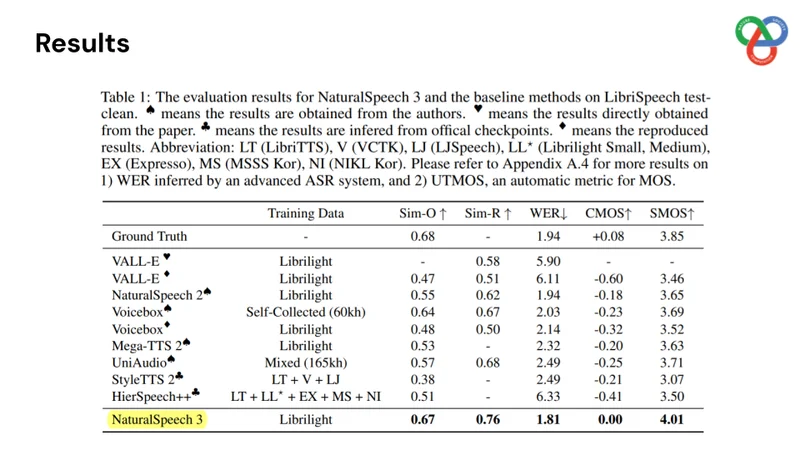 Results
Table 1: The evaluation results for NaturalSpeech 3 and the baseline methods on LibriSpeech test-
clean. ♠ means the results are obtained from the authors. ♥ means the results directly obtained
from the paper. ♣ means the results are infered from offical checkpoints. ♦ means the reproduced
results. Abbreviation: LT (LibriTTS), V (VCTK), LJ (LJSpeech), LL* (Librilight Small, Medium),
EX (Expresso), MS (MSSS Kor), NI (NIKL Kor). Please refer to Appendix A.4 for more results on
1) WER inferred by an advanced ASR system, and 2) UTMOS, an automatic metric for MOS.
Training Data Sim-O ↑ Sim-R ↑ WER↓ CMOS↑ SMOS↑
Ground Truth - 0.68 - 1.94 +0.08 3.85
VALL-E ♥ Librilight - 0.58 5.90 - -
VALL-E ♦ Librilight 0.47 0.51 6.11 -0.60 3.46
NaturalSpeech 2♠ Librilight 0.55 0.62 1.94 -0.18 3.65
Voicebox♠ Self-Collected (60kh) 0.64 0.67 2.03 -0.23 3.69
Voicebox♦ Librilight 0.48 0.50 2.14 -0.32 3.52
Mega-TTS 2♠ Librilight 0.53 - 2.32 -0.20 3.63
UniAudio♠ Mixed (165kh) 0.57 0.68 2.49 -0.25 3.71
StyleTTS 2♣ LT + V + LJ 0.38 - 2.49 -0.21 3.07
HierSpeech++♣ LT + LL* + EX + MS + NI 0.51 - 6.33 -0.41 3.50
NaturalSpeech 3 Librilight 0.67 0.76 1.81 0.00 4.01